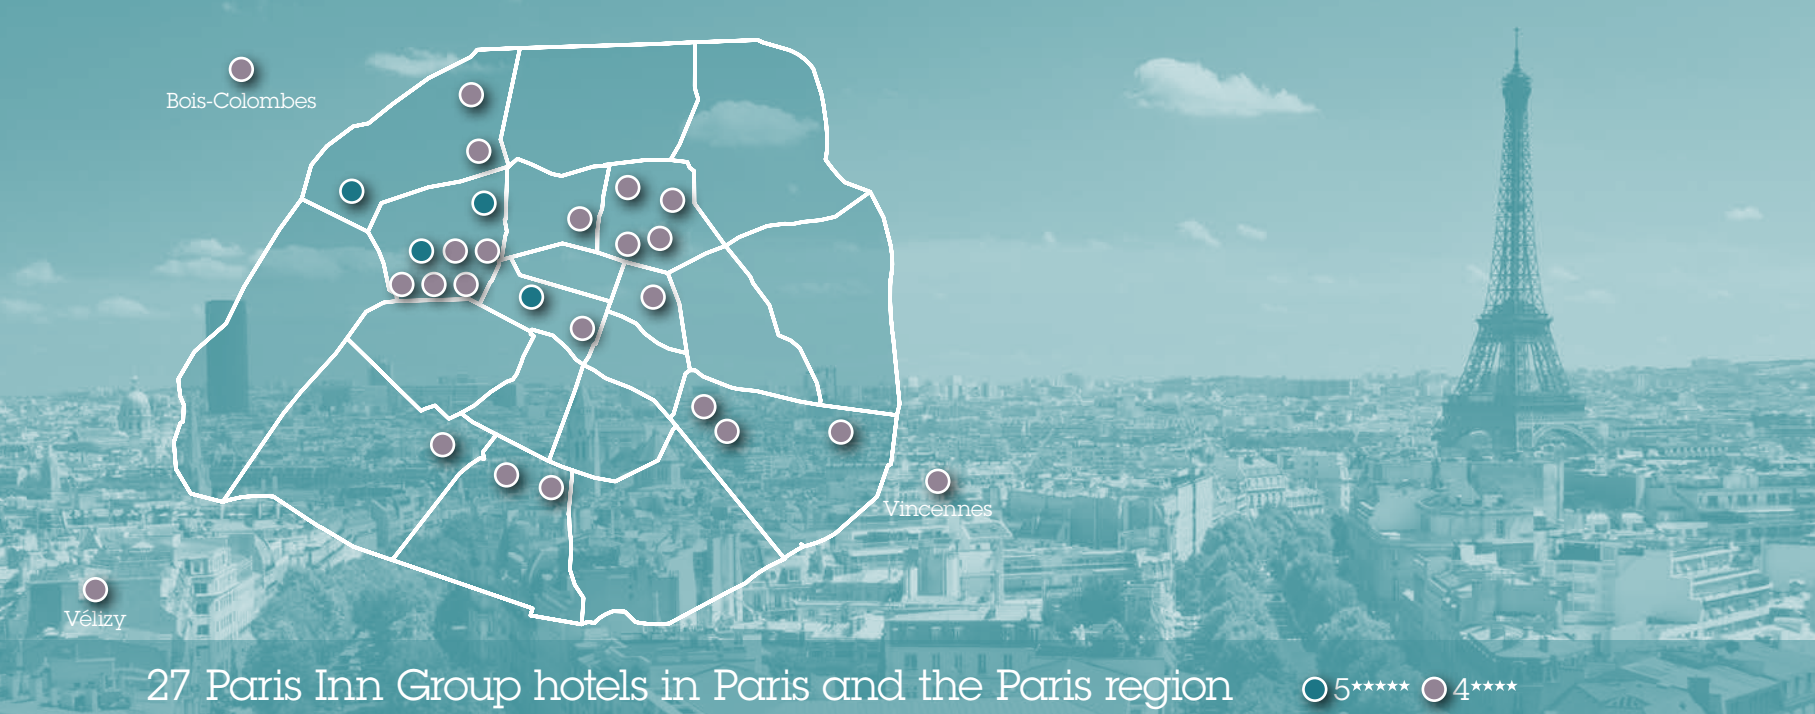 Bois-Colombes
Vincennes
Vélizy
27 Paris Inn Group hotels in Paris and the Paris region
5★★★★★ 4★★★★